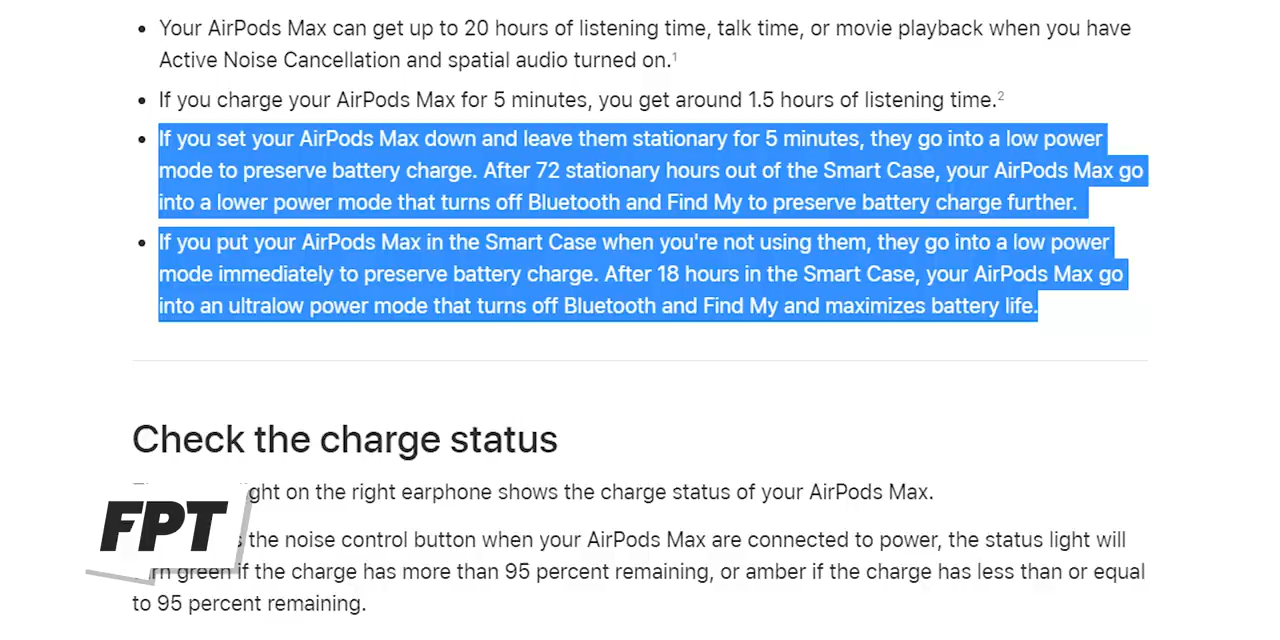 • Your AirPods Max can get up to 20 hours of listening time, talk time, or movie playback when you have
Active Noise Cancellation and spatial audio turned on.¹
• If you charge your AirPods Max for 5 minutes, you get around 1.5 hours of listening time.²
• If you set your AirPods Max down and leave them stationary for 5 minutes, they go into a low power
mode to preserve battery charge. After 72 stationary hours out of the Smart Case, your AirPods Max go
into a lower power mode that turns off Bluetooth and Find My to preserve battery charge further.
• If you put your AirPods Max in the Smart Case when you're not using them, they go into a low power
mode immediately to preserve battery charge. After 18 hours in the Smart Case, your AirPods Max go
into an ultralow power mode that turns off Bluetooth and Find My and maximizes battery life.
Check the charge status
on the right earphone shows the charge status of your AirPods Max.
FPT
the noise control button when your AirPods Max are connected to power, the status light will
green if the charge has more than 95 percent remaining, or amber if the charge has less than or equal
to 95 percent remaining.